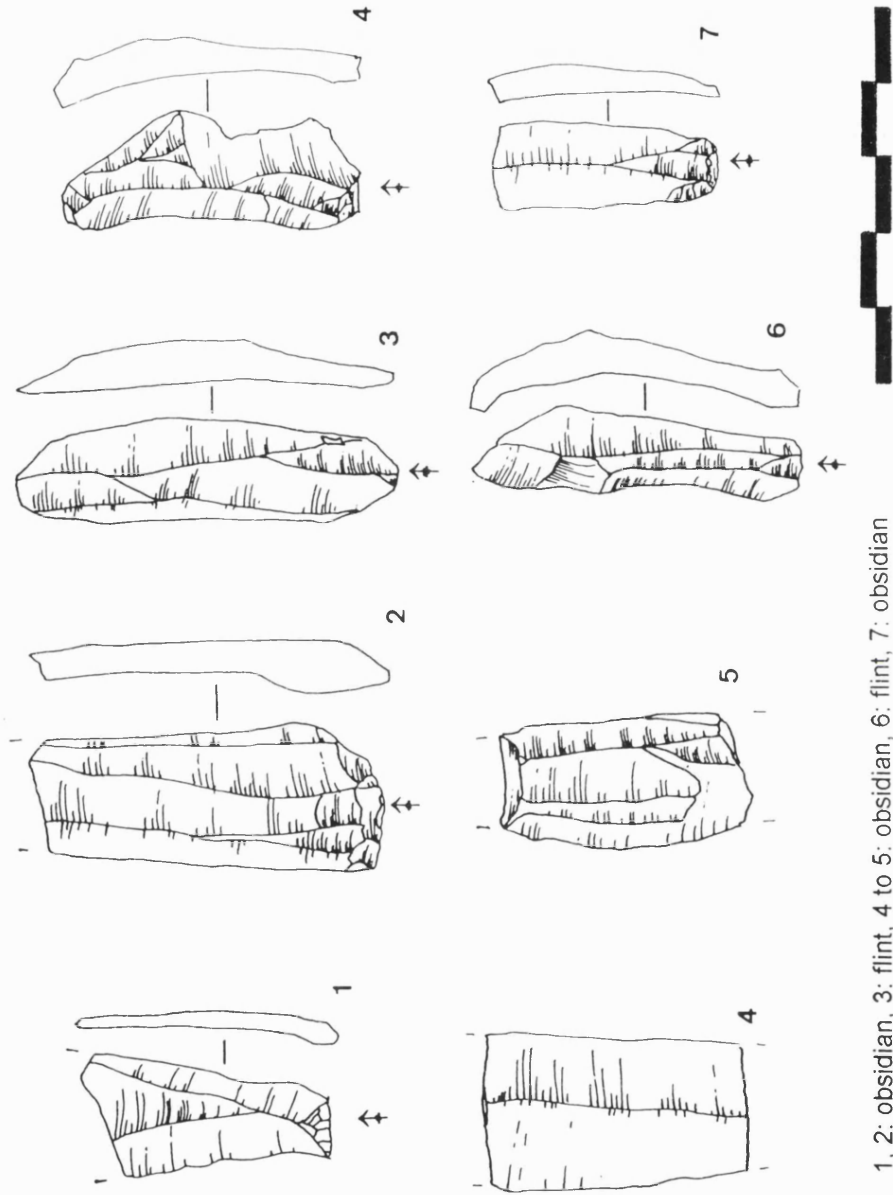 1 2 3 4
4 5 6 7
1, 2: obsidian, 3: flint, 4 to 5: obsidian, 6: flint, 7: obsidian